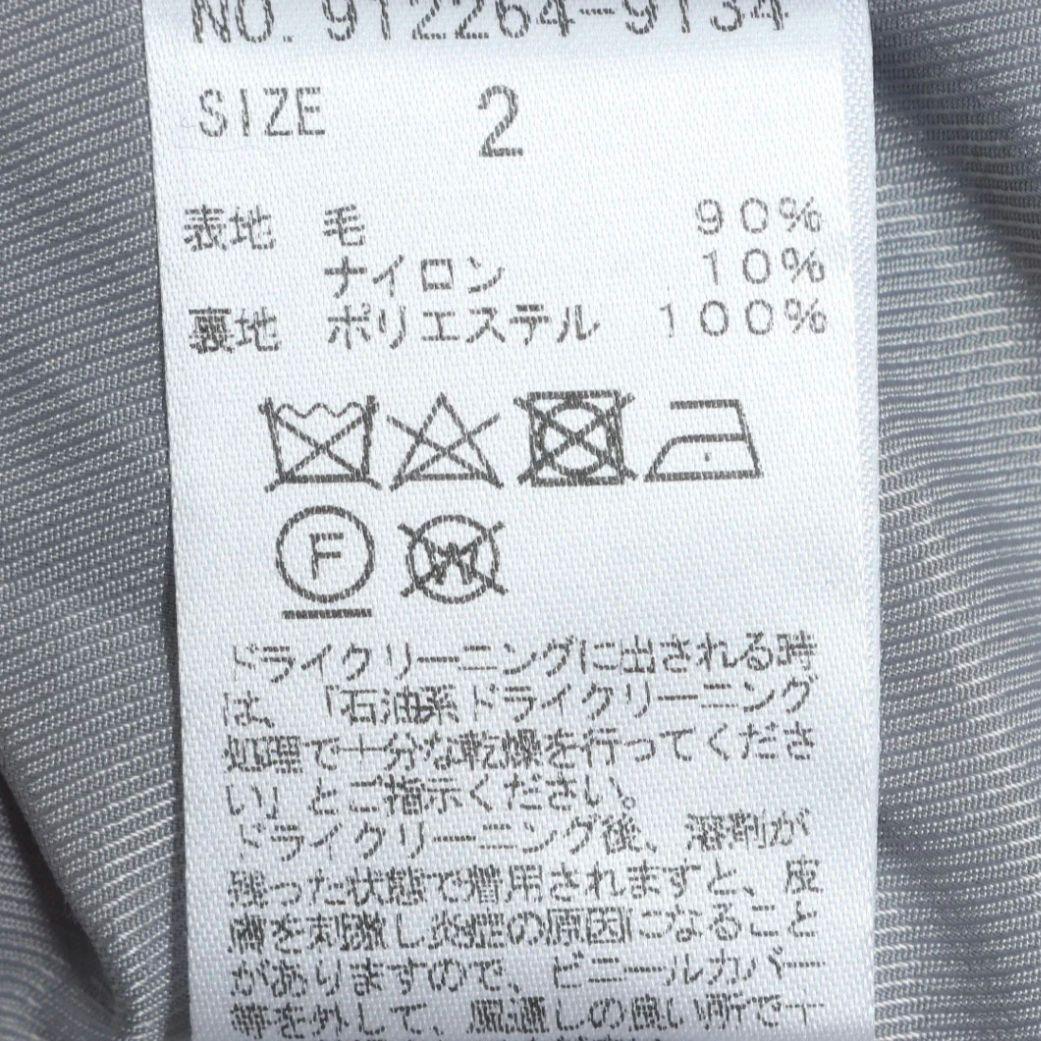 NO. 912264-9134
SIZE 2
表地 毛 90%
ナイロン 10%
裏地 ポリエステル 100%
F
W
ドライクリーニングに出される時
は、「石油系ドライクリーニング
処理で十分な乾燥を行ってくださ
い」とご指示ください。
ドライクリーニング後、溶剤が
残った状態で着用されますと、皮
膚を刺激し炎症の原因になること
がありますので、ビニールカバー
等を外して、風通しの良い所で十